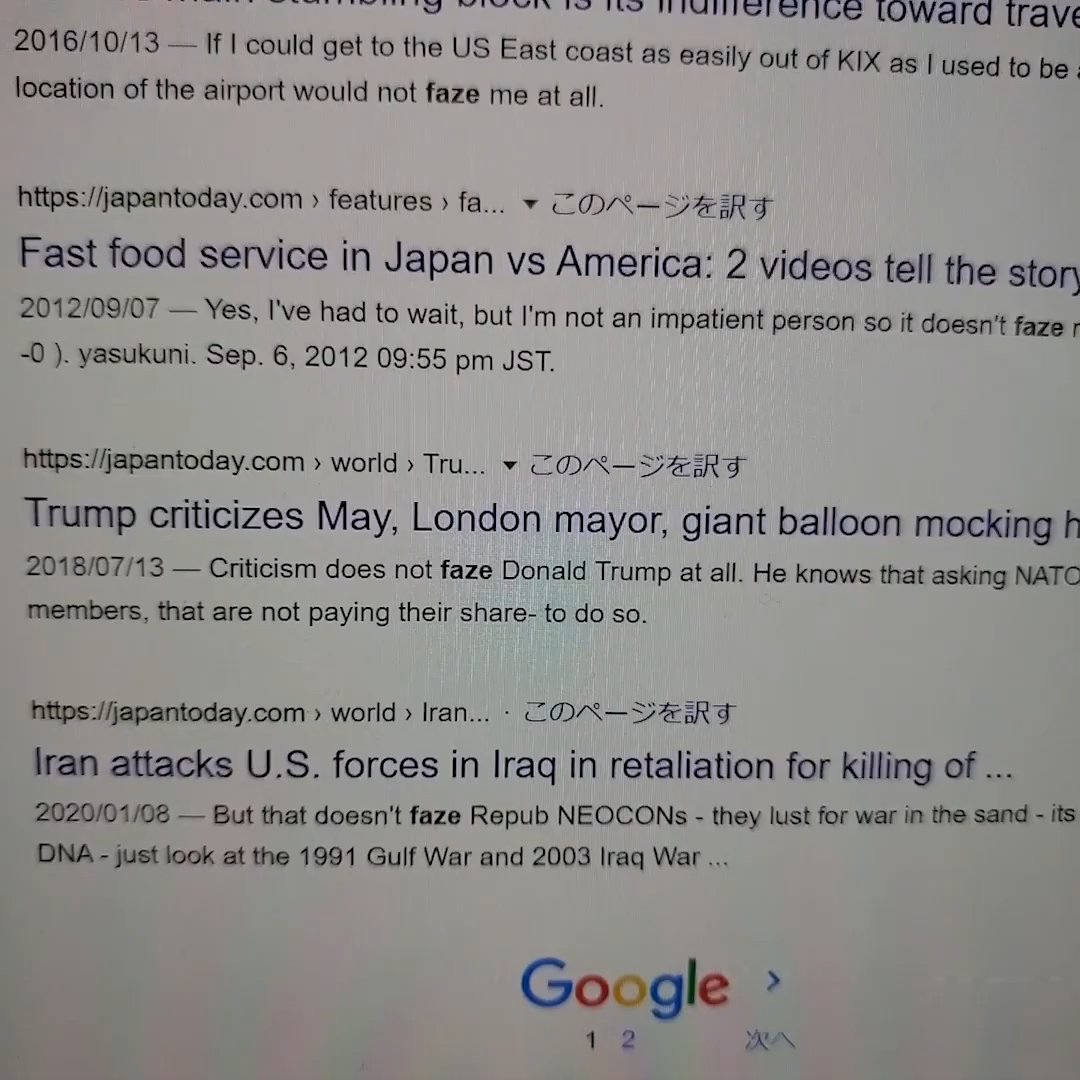 is its indifference toward
2016/10/13 — If I could get to the US East coast as easily out of KIX as I used to be
location of the airport would not faze me at all.
https://japantoday.com › features › fa... ▼ このページを訳す
Fast food service in Japan vs America: 2 videos tell the story
2012/09/07 — Yes, I've had to wait, but I'm not an impatient person so it doesn't faze
-0 ). yasukuni. Sep. 6, 2012 09:55 pm JST.
https://japantoday.com › world › Tru... ▼ このページを訳す
Trump criticizes May, London mayor, giant balloon mocking
2018/07/13 — Criticism does not faze Donald Trump at all. He knows that asking NATO
members, that are not paying their share- to do so.
https://japantoday.com › world › Iran... · このページを訳す
Iran attacks U.S. forces in Iraq in retaliation for killing of ...
2020/01/08 — But that doesn't faze Repub NEOCONs - they lust for war in the sand - its
DNA - just look at the 1991 Gulf War and 2003 Iraq War ...
Google ›
1 2 次へ